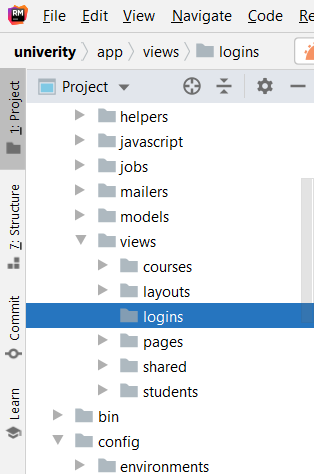 RM File Edit View Navigate Code R
univerity app views logins
Project
1: Project
helpers
javascript
jobs
mailers
models
views
7: Structure
courses
layouts
logins
Commit
pages
shared
students
Learn
bin
config
environments